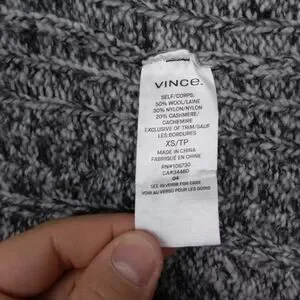 VINCE.
SELF/CORPS:
50% WOOL/LAINE
30% NYLON/NYLON
20% CASHMERE/
CACHEMIRE
EXCLUSIVE OF TRIM/SAUF
LES BORDURES
XS/TP
MADE IN CHINA
FABRIQUÉ EN CHINE
RN#106730
CA#34460
04
SEE REVERSE FOR CARE
VOIR AU VERSO POUR LES SOINS